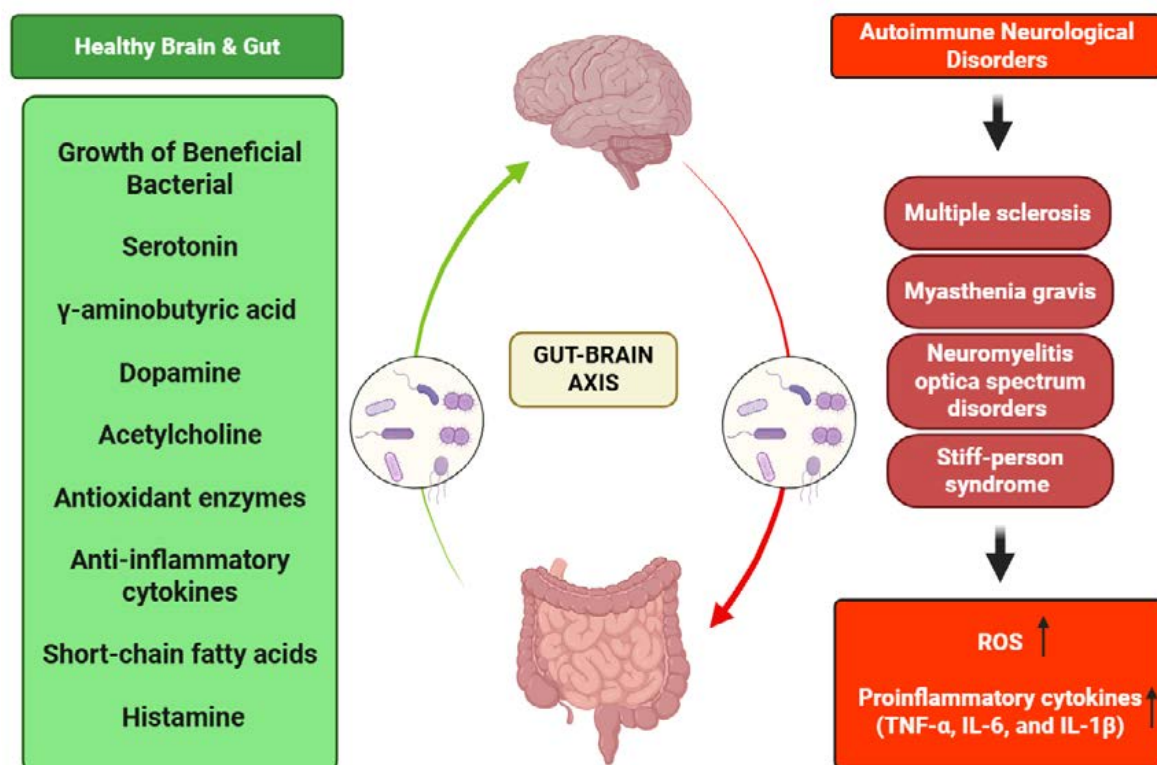 Healthy Brain & Gut
Growth of Beneficial
Bacterial
Serotonin
γ-aminobutyric acid
Dopamine
Acetylcholine
Antioxidant enzymes
Anti-inflammatory
cytokines
Short-chain fatty acids
Histamine
GUT-BRAIN
AXIS
Autoimmune Neurological
Disorders
Multiple sclerosis
Myasthenia gravis
Neuromyelitis
optica spectrum
disorders
Stiff-person
syndrome
ROS
Proinflammatory cytokines
(TNF-α, IL-6, and IL-1β)